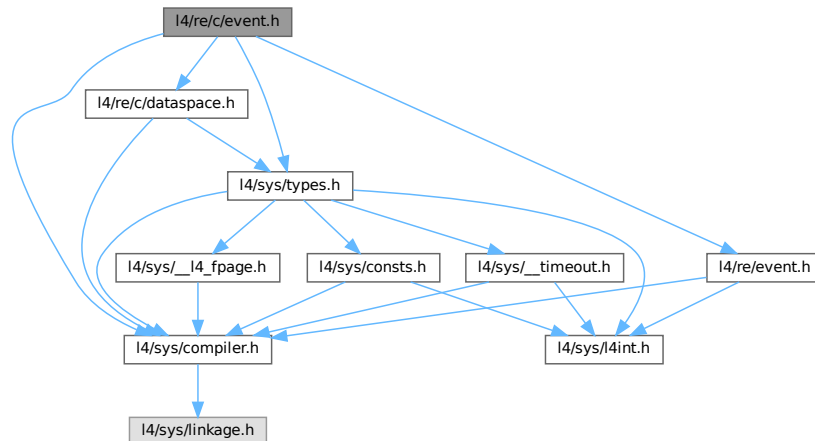 l4/re/c/event.h
l4/re/c/dataspace.h
l4/sys/types.h
l4/sys/__l4_fpage.h
l4/sys/consts.h
l4/sys/__timeout.h
l4/re/event.h
l4/sys/compiler.h
l4/sys/l4int.h
l4/sys/linkage.h